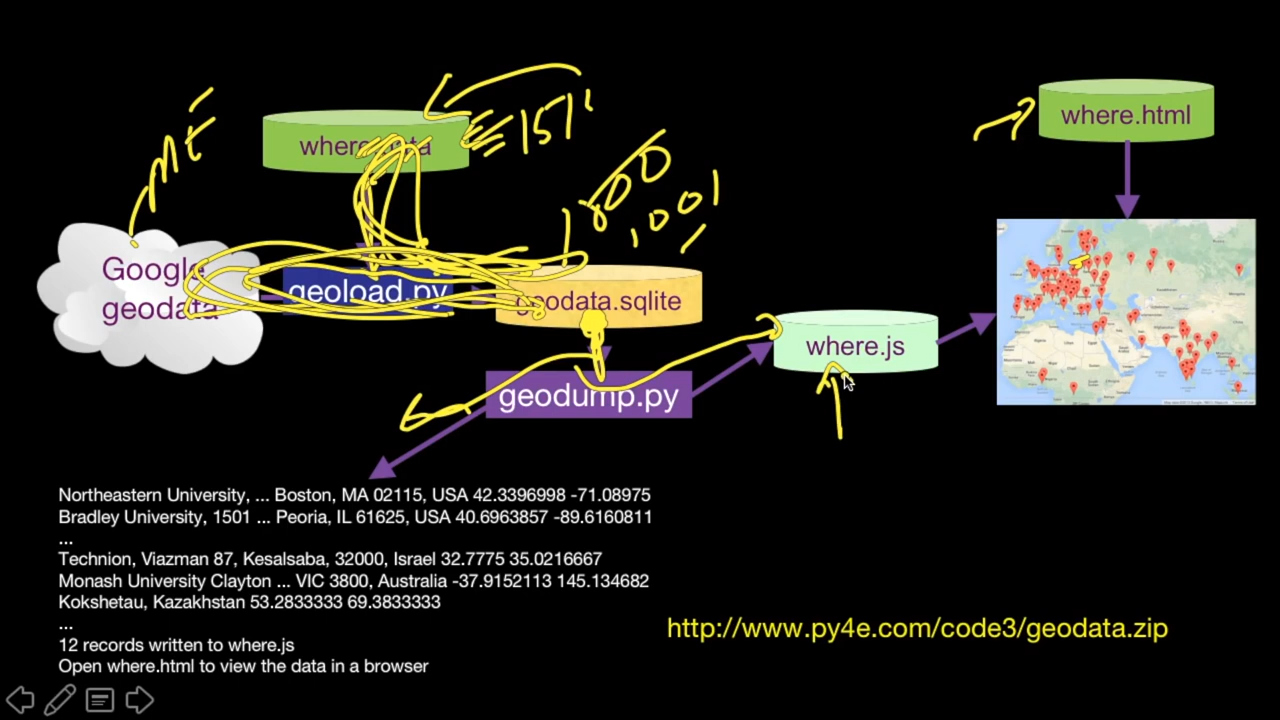 where.html
Google
geodata
geoload.py
geodata.sqlite
where.js
geodump.py
Northeastern University, ... Boston, MA 02115, USA 42.3396998 -71.08975
Bradley University, 1501 ... Peoria, IL 61625, USA 40.6963857 -89.6160811
...
Technion, Viazman 87, Kesalsaba, 32000, Israel 32.7775 35.0216667
Monash University Clayton ... VIC 3800, Australia -37.9152113 145.134682
Kokshetau, Kazakhstan 53.2833333 69.3833333
...
12 records written to where.js
Open where.html to view the data in a browser
http://www.py4e.com/code3/geodata.zip